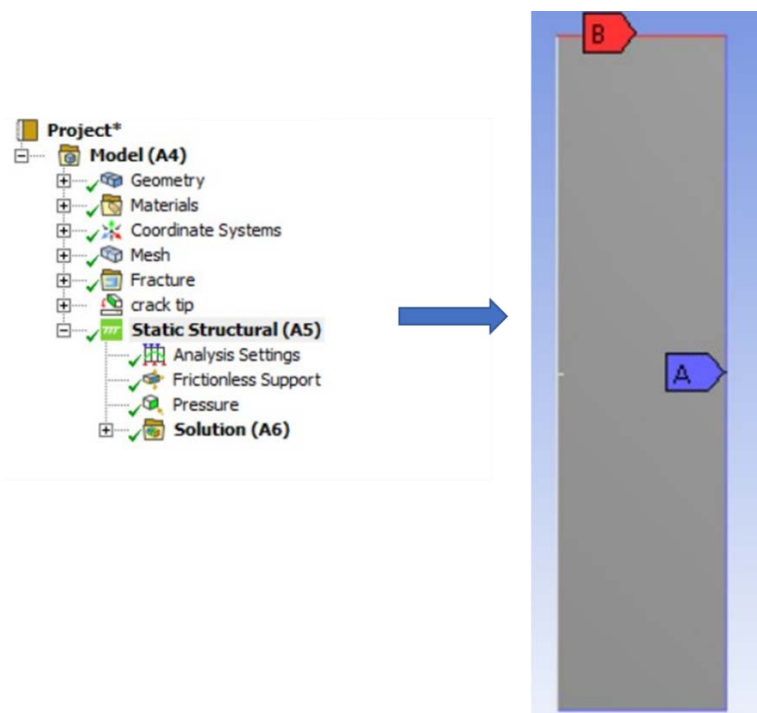 Project*
Model (A4)
Geometry
Materials
Coordinate Systems
Mesh
Fracture
crack tip
Static Structural (A5)
Analysis Settings
Frictionless Support
Pressure
Solution (A6)
B
A